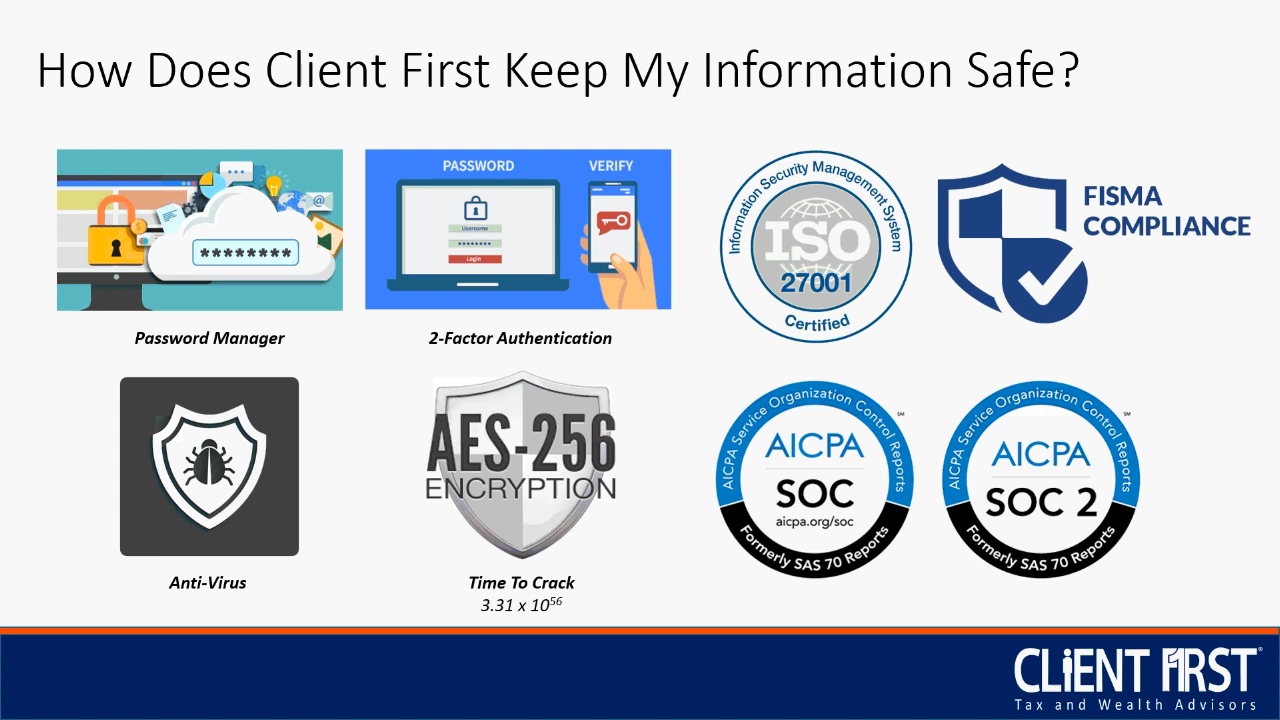 How Does Client First Keep My Information Safe?
********
@
Password Manager
PASSWORD
VERIFY
Username
********
Login
2-Factor Authentication
Information Security Management System
ISO
27001
Certified
FISMA
COMPLIANCE
Anti-Virus
AES-256
ENCRYPTION
Time To Crack
3.31 x 10⁵⁶
AICPA Service Organization Control Reports
SM
AICPA
SOC
aicpa.org/soc
Formerly SAS 70 Reports
AICPA Service Organization Control Reports
SM
AICPA
SOC 2
Formerly SAS 70 Reports
CLiENT FiRST®
Tax and Wealth Advisors